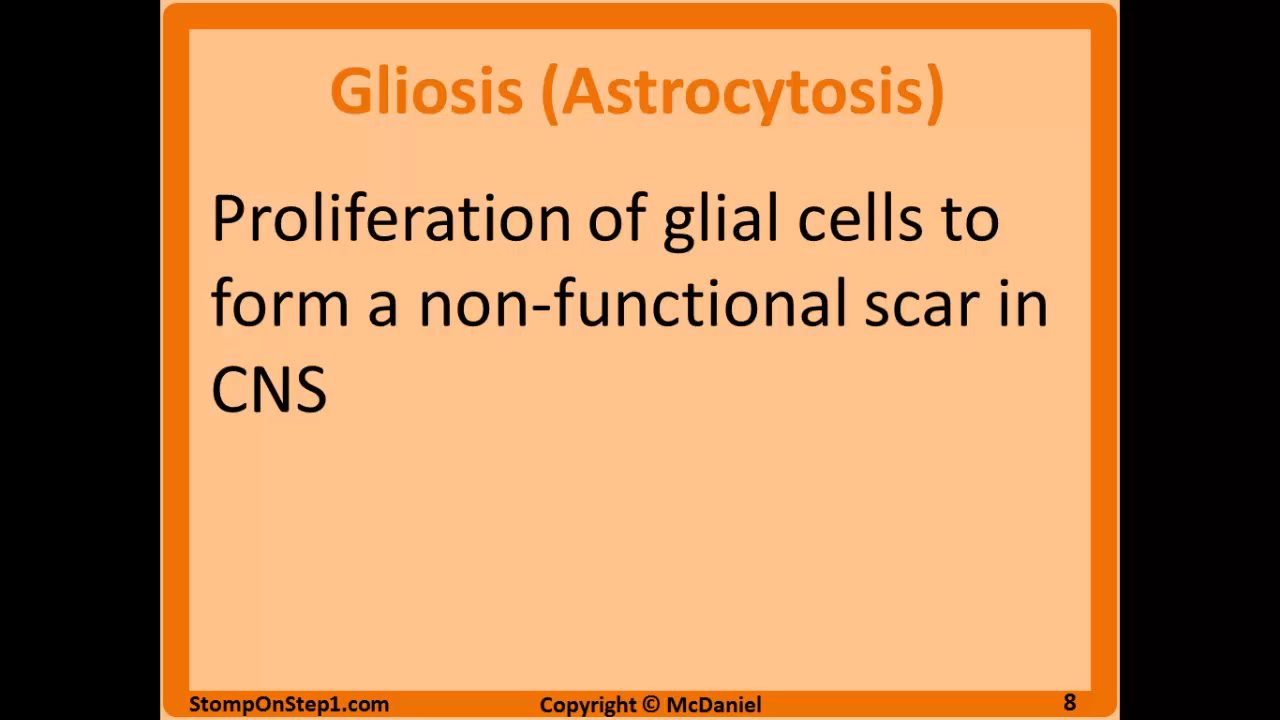 Gliosis (Astrocytosis)
Proliferation of glial cells to
form a non-functional scar in
CNS
StompOnStep1.com Copyright © McDaniel 8